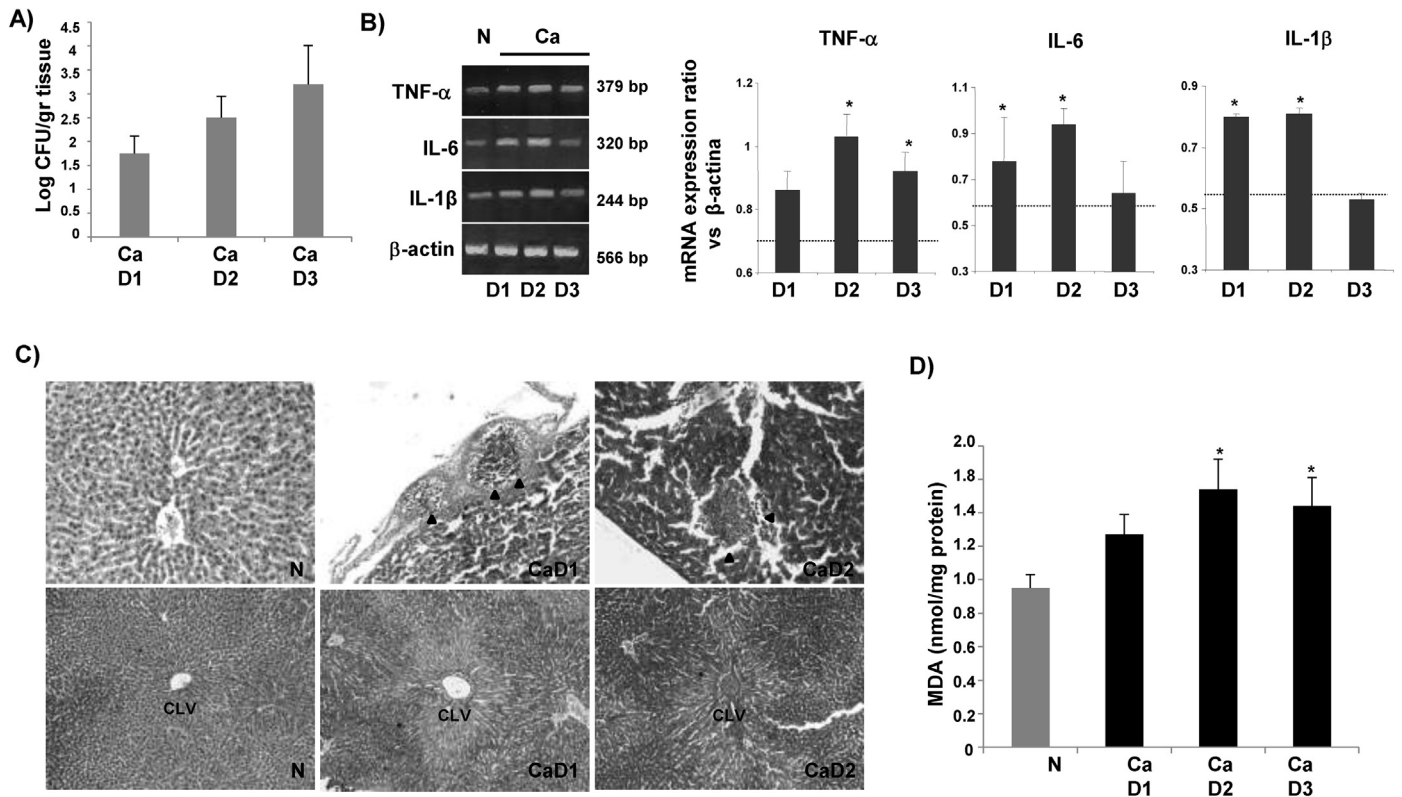 A)
Log CFU/gr tissue
4.5
4
3.5
3
2.5
2
1.5
1
0.5
0
Ca Ca Ca
D1 D2 D3
B)
N Ca
TNF-α 379 bp
IL-6 320 bp
IL-1β 244 bp
β-actin 566 bp
D1 D2 D3
mRNA expression ratio
vs β-actina
TNF-α
1.2
1
0.8
0.6
* *
D1 D2 D3
IL-6
1.1
0.9
0.7
0.5
0.3
* *
D1 D2 D3
IL-1β
0.9
0.7
0.5
0.3
* *
D1 D2 D3
C)
N CaD1 CaD2
CLV CLV CLV
N CaD1 CaD2
D)
MDA (nmol/mg protein)
2.0
1.8
1.4
1.2
1.0
0.8
0.6
0.4
0.2
0
* *
N Ca Ca Ca
D1 D2 D3